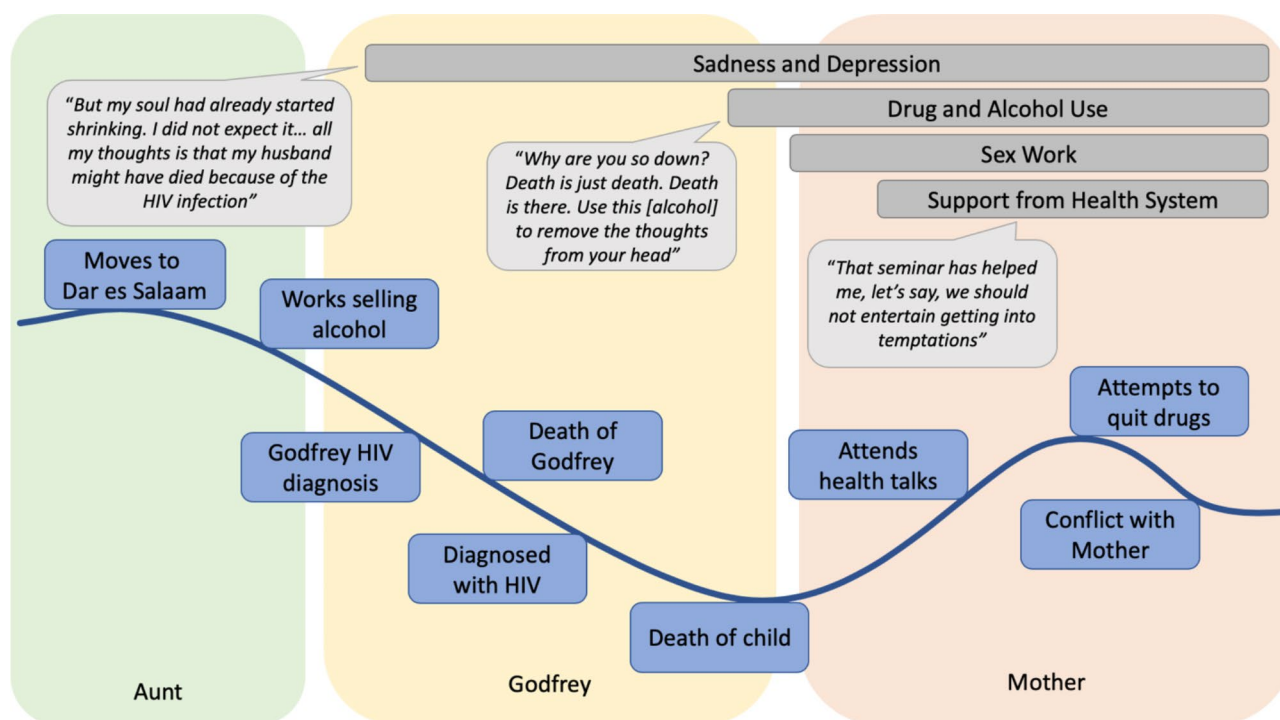 Sadness and Depression
Drug and Alcohol Use
Sex Work
Support from Health System
“But my soul had already started
shrinking. I did not expect it... all
my thoughts is that my husband
might have died because of the
HIV infection”
“Why are you so down?
Death is just death. Death
is there. Use this [alcohol]
to remove the thoughts
from your head”
“That seminar has helped
me, let’s say, we should
not entertain getting into
temptations”
Moves to
Dar es Salaam
Works selling
alcohol
Godfrey HIV
diagnosis
Death of
Godfrey
Diagnosed
with HIV
Death of child
Attends
health talks
Attempts to
quit drugs
Conflict with
Mother
Aunt
Godfrey
Mother